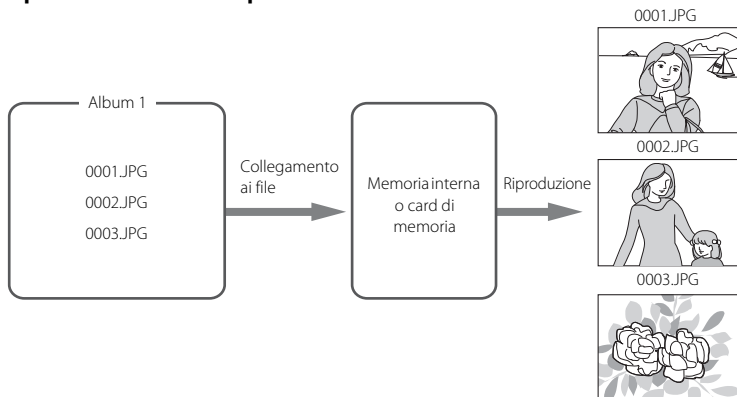 Album 1
0001.JPG
0002.JPG
0003.JPG
Collegamento
ai file
Memoria interna
o card di
memoria
Riproduzione
0001.JPG
0002.JPG
0003.JPG